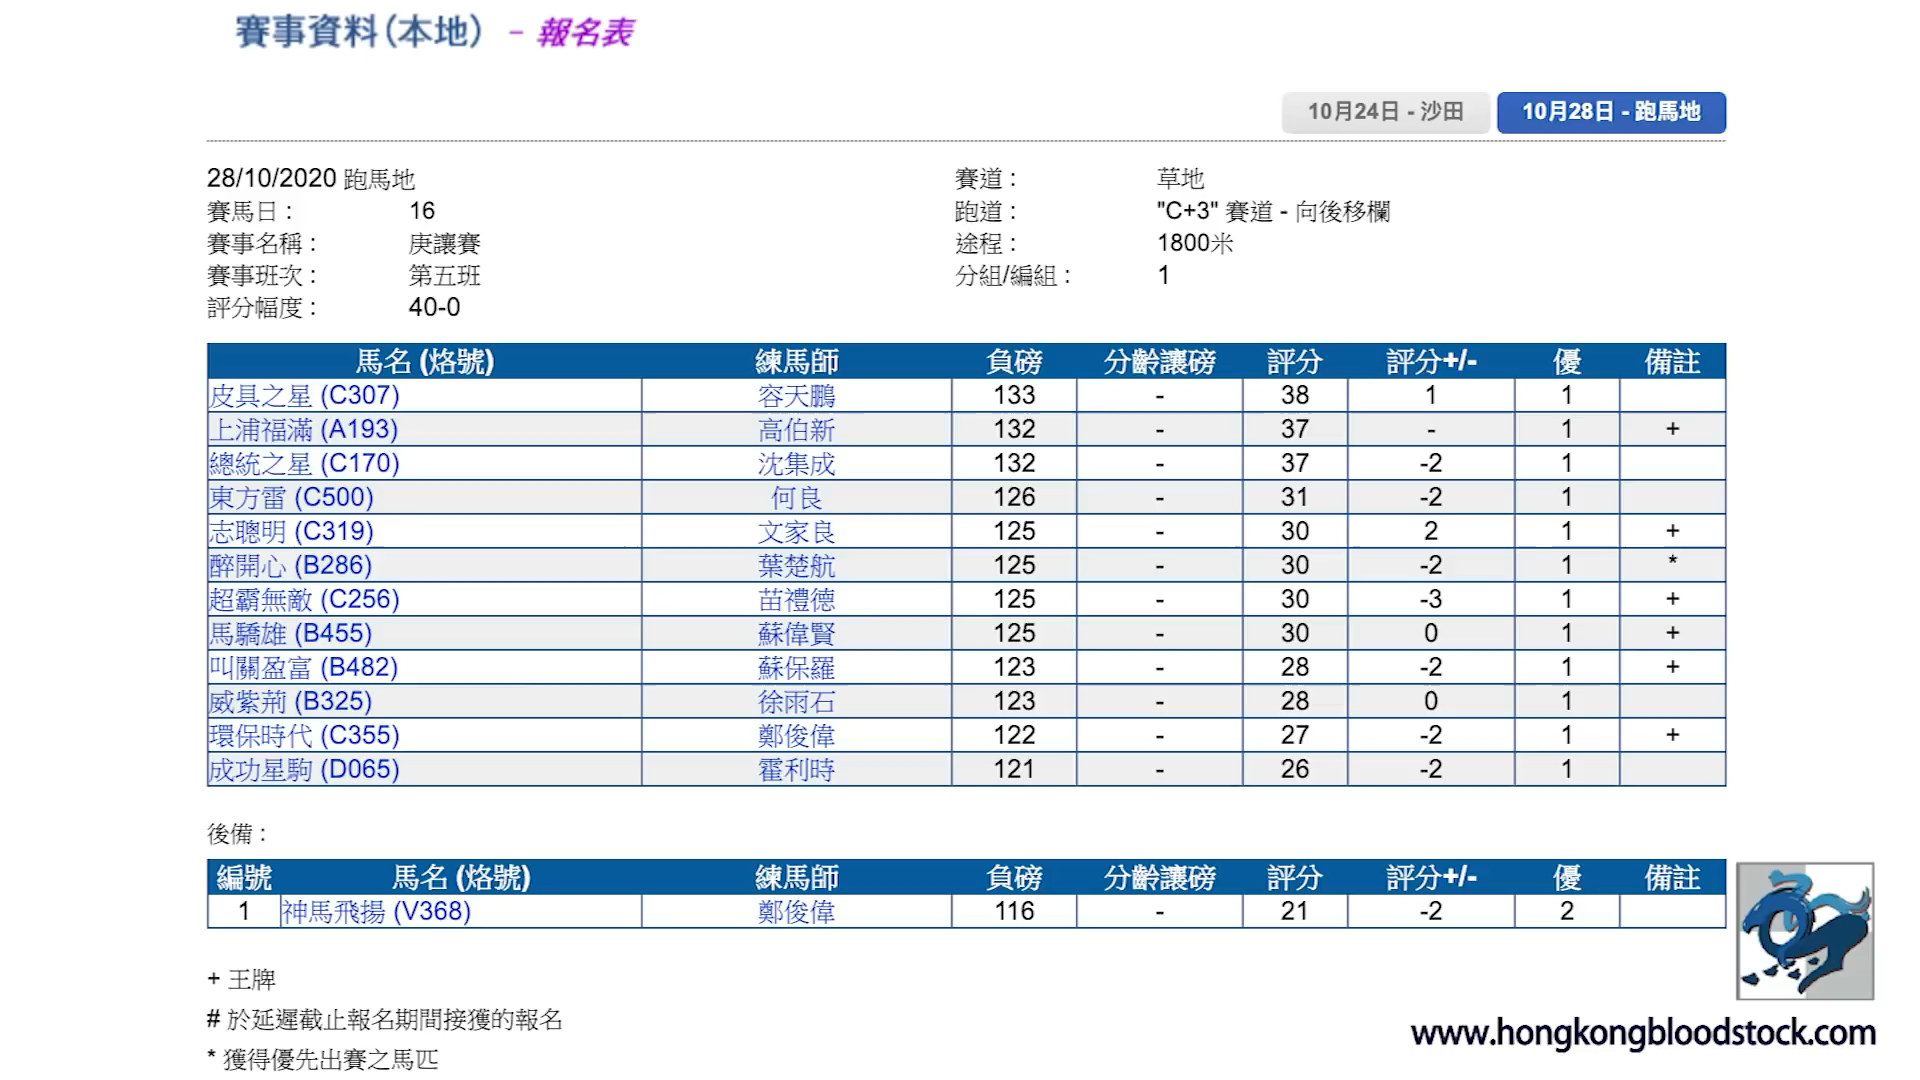 賽事資料(本地) - 報名表
10月24日 - 沙田 10月28日 - 跑馬地
28/10/2020 跑馬地 賽道 : 草地
賽馬日 : 16 跑道 : "C+3" 賽道 - 向後移欄
賽事名稱 : 庚讓賽 途程 : 1800米
賽事班次 : 第五班 分組/編組 : 1
評分幅度 : 40-0
馬名 (烙號) 練馬師 負磅 分齡讓磅 評分 評分+/- 優 備註
皮具之星 (C307) 容天鵬 133 - 38 1 1
上浦福滿 (A193) 高伯新 132 - 37 - 1 +
總統之星 (C170) 沈集成 132 - 37 -2 1
東方雷 (C500) 何良 126 - 31 -2 1
志聰明 (C319) 文家良 125 - 30 2 1 +
醉開心 (B286) 葉楚航 125 - 30 -2 1 *
超霸無敵 (C256) 苗禮德 125 - 30 -3 1 +
馬驕雄 (B455) 蘇偉賢 125 - 30 0 1 +
叫關盈富 (B482) 蘇保羅 123 - 28 -2 1 +
威紫荊 (B325) 徐雨石 123 - 28 0 1
環保時代 (C355) 鄭俊偉 122 - 27 -2 1 +
成功星駒 (D065) 霍利時 121 - 26 -2 1
後備 :
編號 馬名 (烙號) 練馬師 負磅 分齡讓磅 評分 評分+/- 優 備註
1 神馬飛揚 (V368) 鄭俊偉 116 - 21 -2 2
+ 王牌
# 於延遲截止報名期間接獲的報名
* 獲得優先出賽之馬匹
www.hongkongbloodstock.com